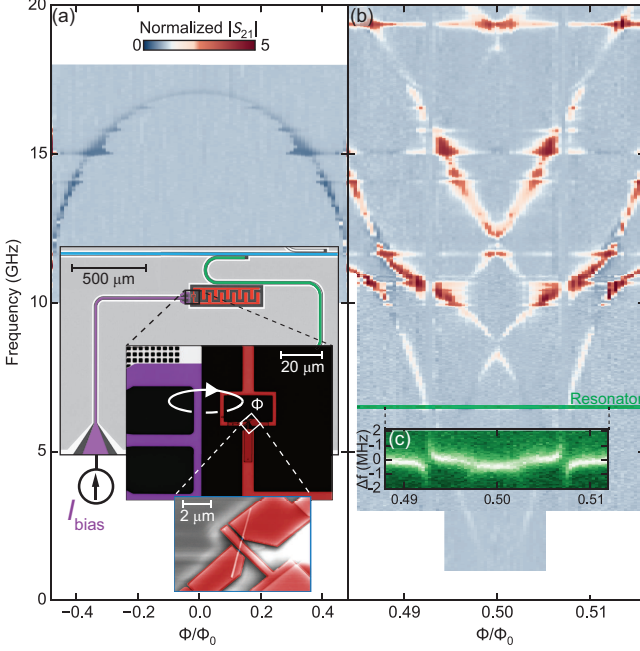 (a)
Normalized |S21|
0
5
(b)
20
15
10
5
0
Frequency (GHz)
500 μm
20 μm
Φ
Ibias
2 μm
Resonator
(c)
Δf (MHz)
2
1
0
-1
-2
0.49
0.50
0.51
−0.4
−0.2
0.0
0.2
0.4
Φ/Φ0
0.49
0.50
0.51
Φ/Φ0